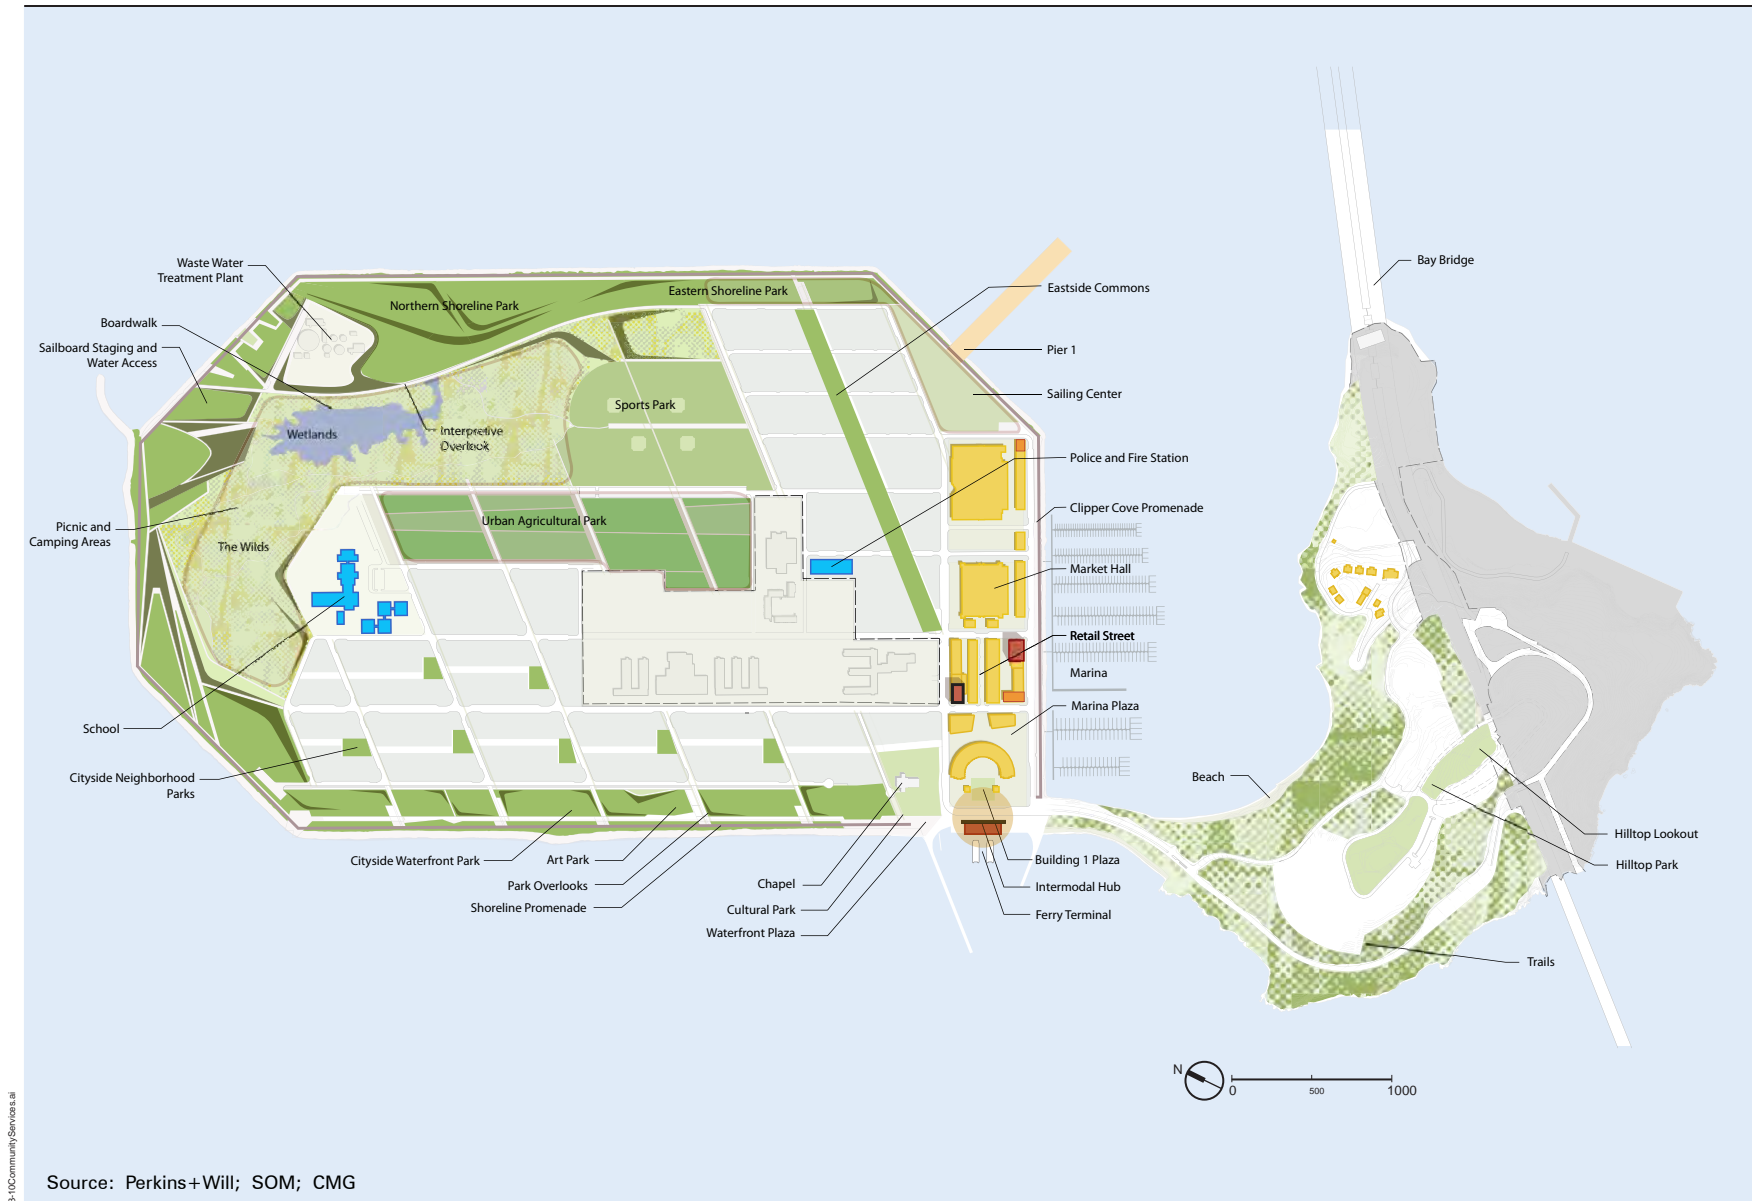 Waste Water
Treatment Plant
Boardwalk
Sailboard Staging and
Water Access
Northern Shoreline Park
Eastern Shoreline Park
Eastside Commons
Bay Bridge
Pier 1
Sailing Center
Sports Park
Wetlands
Interpretive
Overlook
Police and Fire Station
Clipper Cove Promenade
Picnic and
Camping Areas
Urban Agricultural Park
The Wilds
Market Hall
Retail Street
Marina
Marina Plaza
School
Cityside Neighborhood
Parks
Beach
Hilltop Lookout
Hilltop Park
Cityside Waterfront Park
Art Park
Park Overlooks
Shoreline Promenade
Chapel
Cultural Park
Waterfront Plaza
Building 1 Plaza
Intermodal Hub
Ferry Terminal
Trails
N
0 500 1000
3-10CommunityServices.ai
Source: Perkins+Will; SOM; CMG